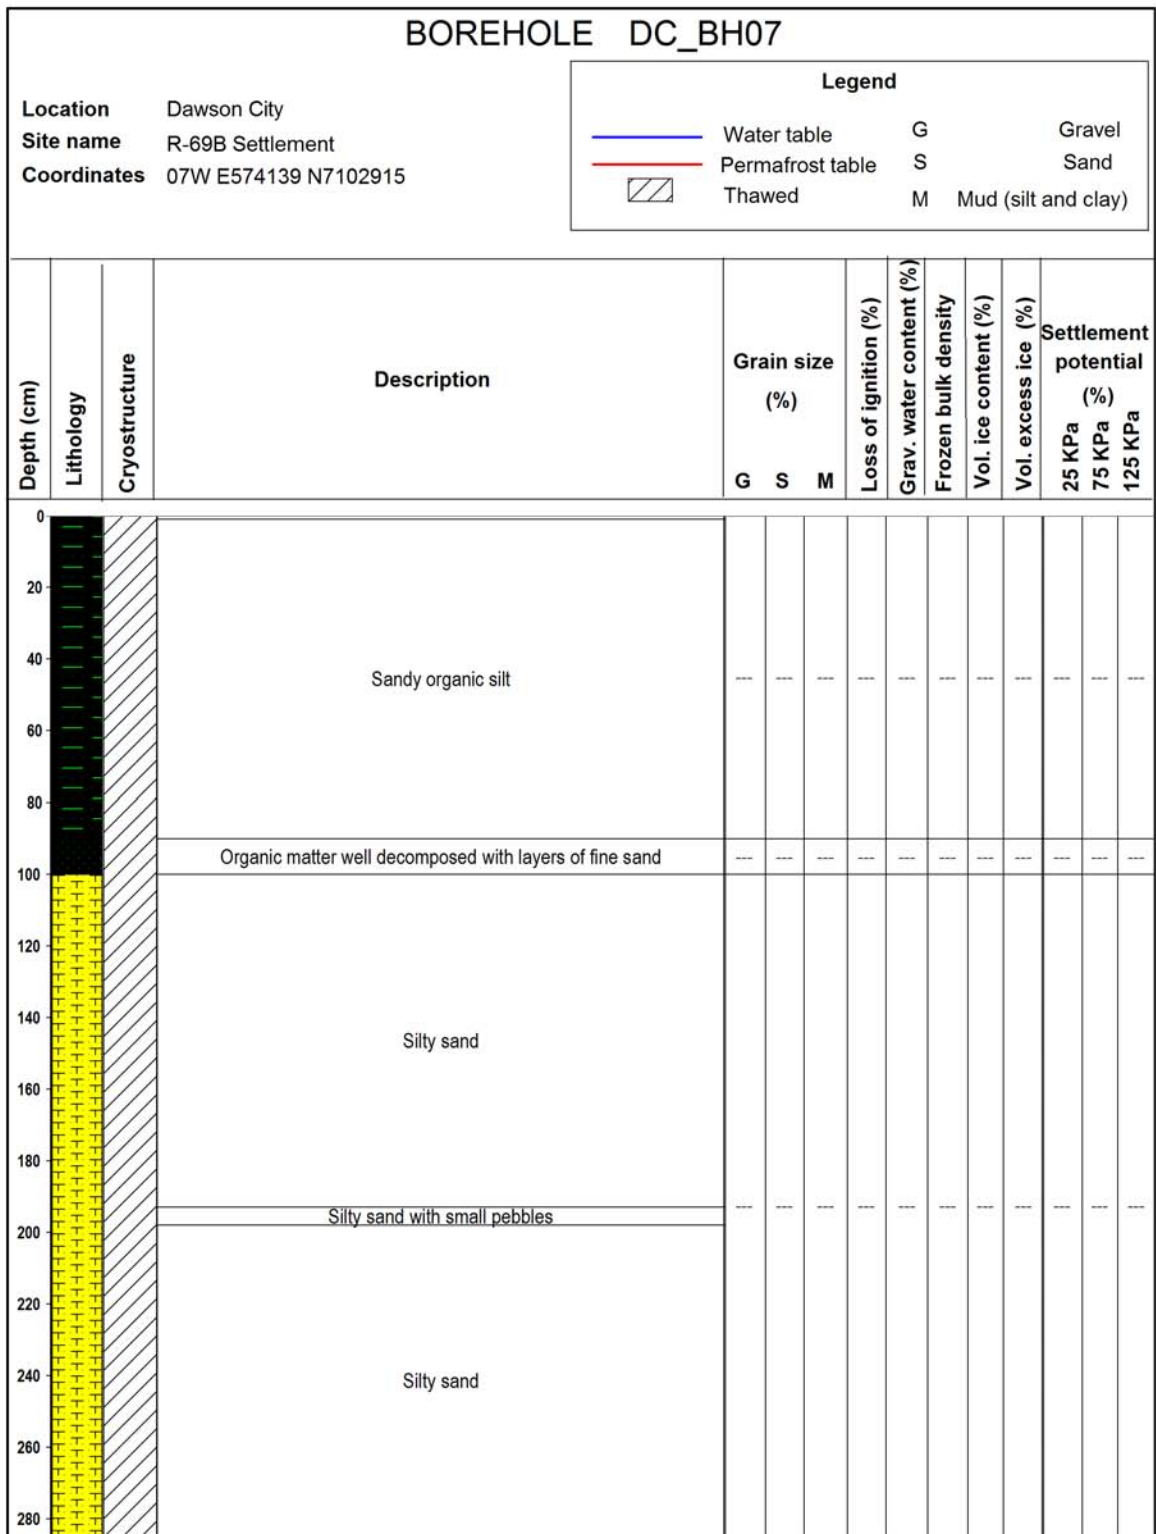 BOREHOLE DC_BH07
Location Dawson City
Site name R-69B Settlement
Coordinates 07W E574139 N7102915
Legend
Water table G Gravel
Permafrost table S Sand
Thawed M Mud (silt and clay)
Depth (cm)
Lithology
Cryostructure
Description
Grain size
(%)
G S M
Loss of ignition (%)
Grav. water content (%)
Frozen bulk density
Vol. ice content (%)
Vol. excess ice (%)
Settlement
potential
(%)
25 KPa
75 KPa
125 KPa
0
20
40
Sandy organic silt --- --- --- --- --- --- --- --- --- --- ---
60
80
Organic matter well decomposed with layers of fine sand --- --- --- --- --- --- --- --- --- --- ---
100
120
140
Silty sand
160
180
--- --- --- --- --- --- --- --- --- --- ---
Silty sand with small pebbles
200
220
240
Silty sand
260
280